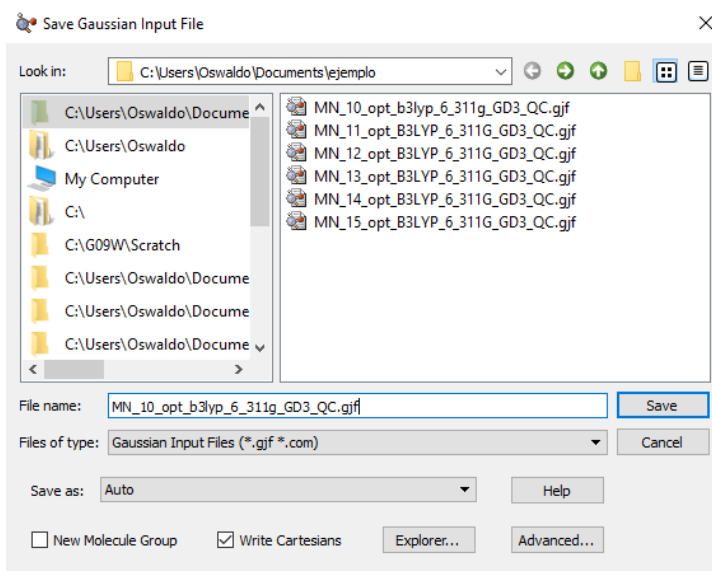 Save Gaussian Input File
Look in: C:\Users\Oswaldo\Documents\ejemplo
C:\Users\Oswaldo\Docume
C:\Users\Oswaldo
My Computer
C:\
C:\G09W\Scratch
C:\Users\Oswaldo\Docume
C:\Users\Oswaldo\Docume
C:\Users\Oswaldo\Docume
MN_10_opt_b3lyp_6_311g_GD3_QC.gjf
MN_11_opt_B3LYP_6_311G_GD3_QC.gjf
MN_12_opt_B3LYP_6_311G_GD3_QC.gjf
MN_13_opt_B3LYP_6_311G_GD3_QC.gjf
MN_14_opt_B3LYP_6_311G_GD3_QC.gjf
MN_15_opt_B3LYP_6_311G_GD3_QC.gjf
File name: MN_10_opt_b3lyp_6_311g_GD3_QC.gjf Save
Files of type: Gaussian Input Files (*.gjf *.com) Cancel
Save as: Auto Help
New Molecule Group Write Cartesians Explorer... Advanced...